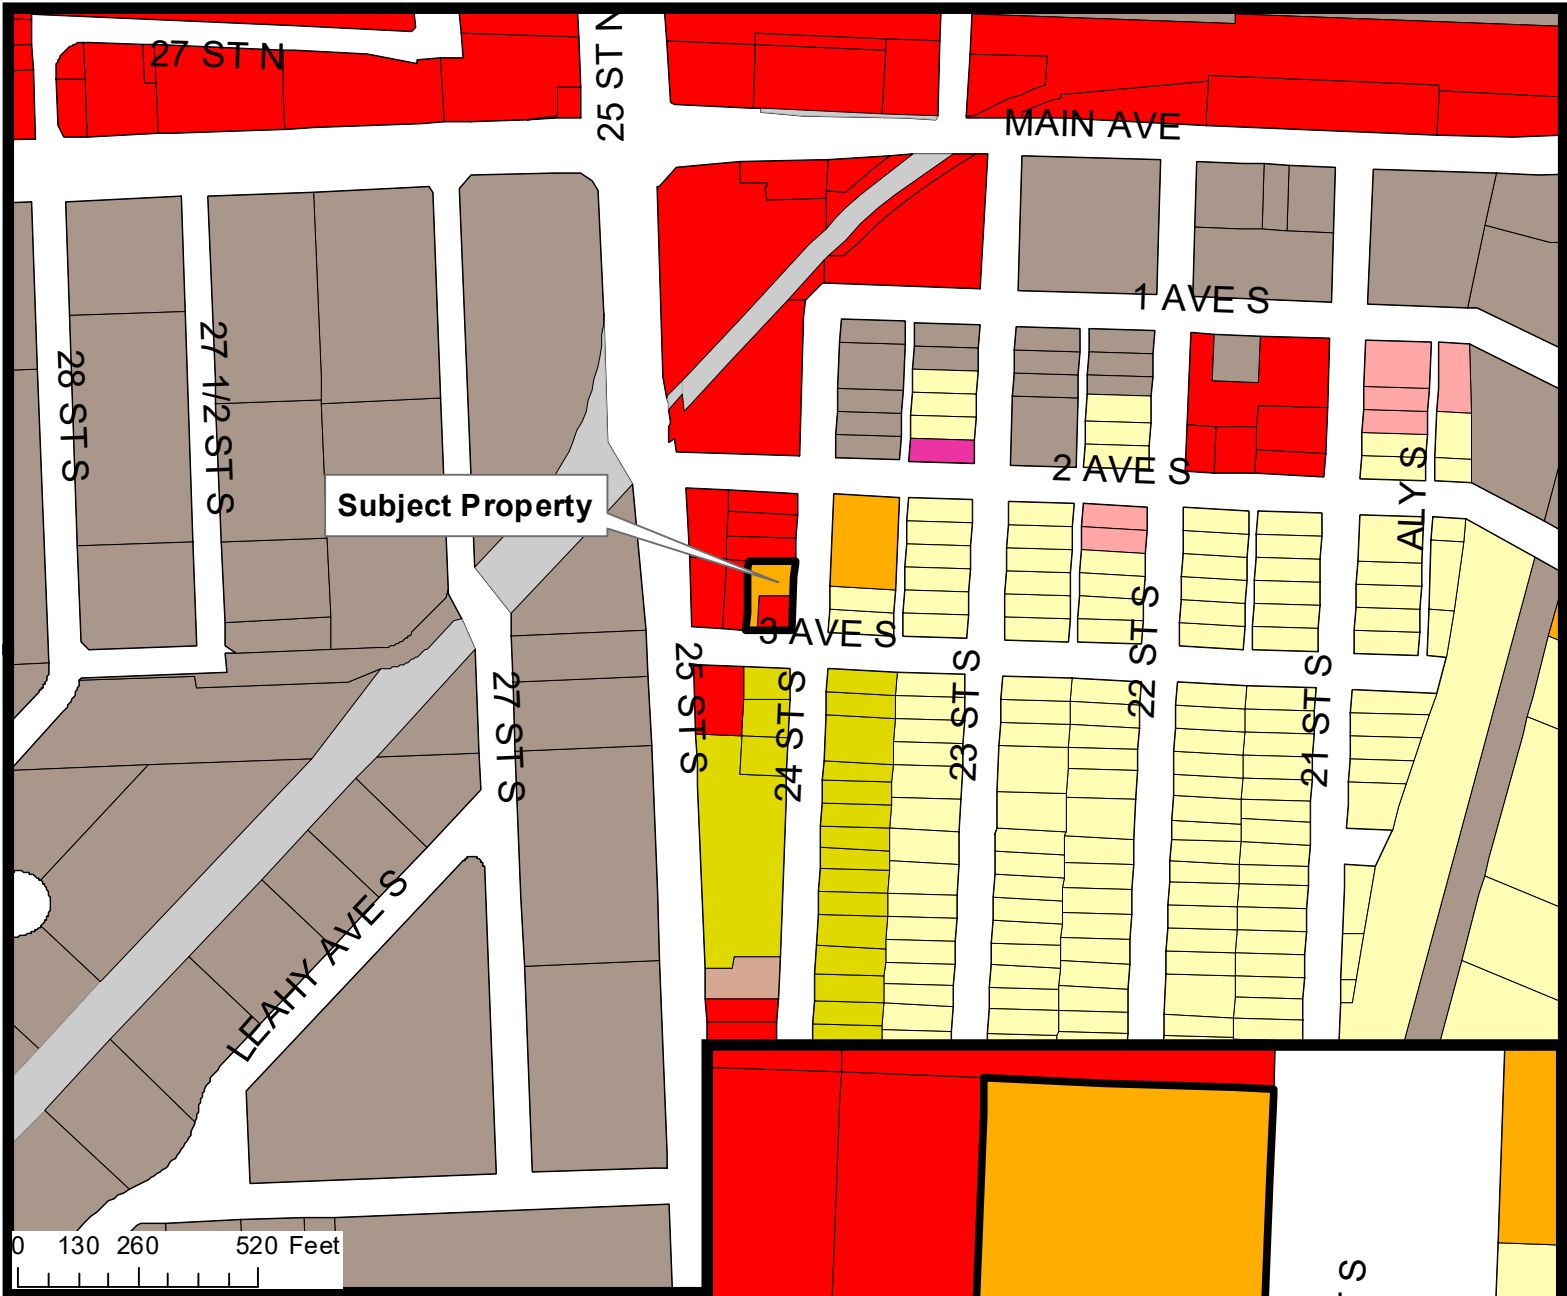 27 ST N
25 ST N
MAIN AVE
1 AVE S
28 ST S
27 1/2 ST S
2 AVE S
ALY S
Subject Property
3 AVE S
22 ST S
25 ST S
24 ST S
23 ST S
21 ST S
27 ST S
LEAHY AVE S
0 130 260 520 Feet
S